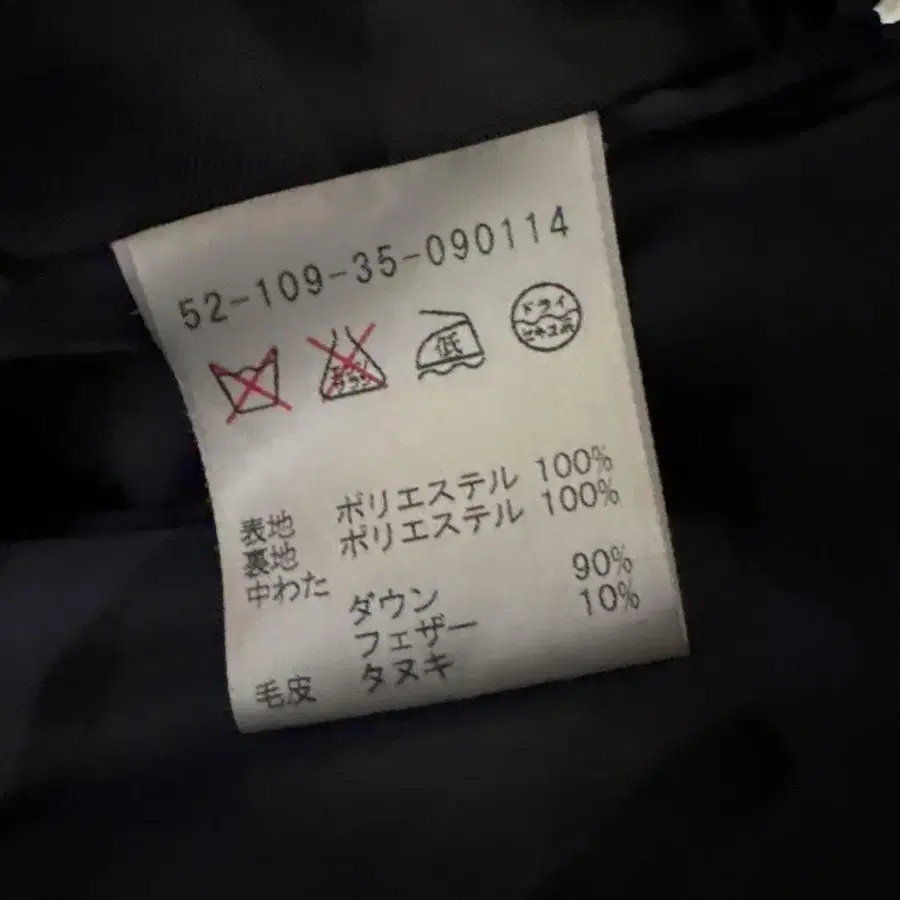 52-109-35-090114
低 ドライ
セキユ系
表地 ポリエステル 100%
裏地 ポリエステル 100%
中わた
ダウン 90%
フェザー 10%
毛皮 タヌキ